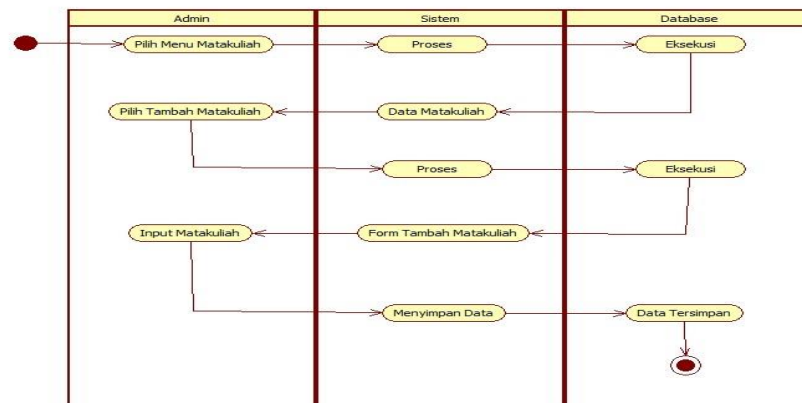 Admin
Sistem
Database
Pilih Menu Matakuliah
Proses
Eksekusi
Pilih Tambah Matakuliah
Data Matakuliah
Proses
Eksekusi
Input Matakuliah
Form Tambah Matakuliah
Menyimpan Data
Data Tersimpan